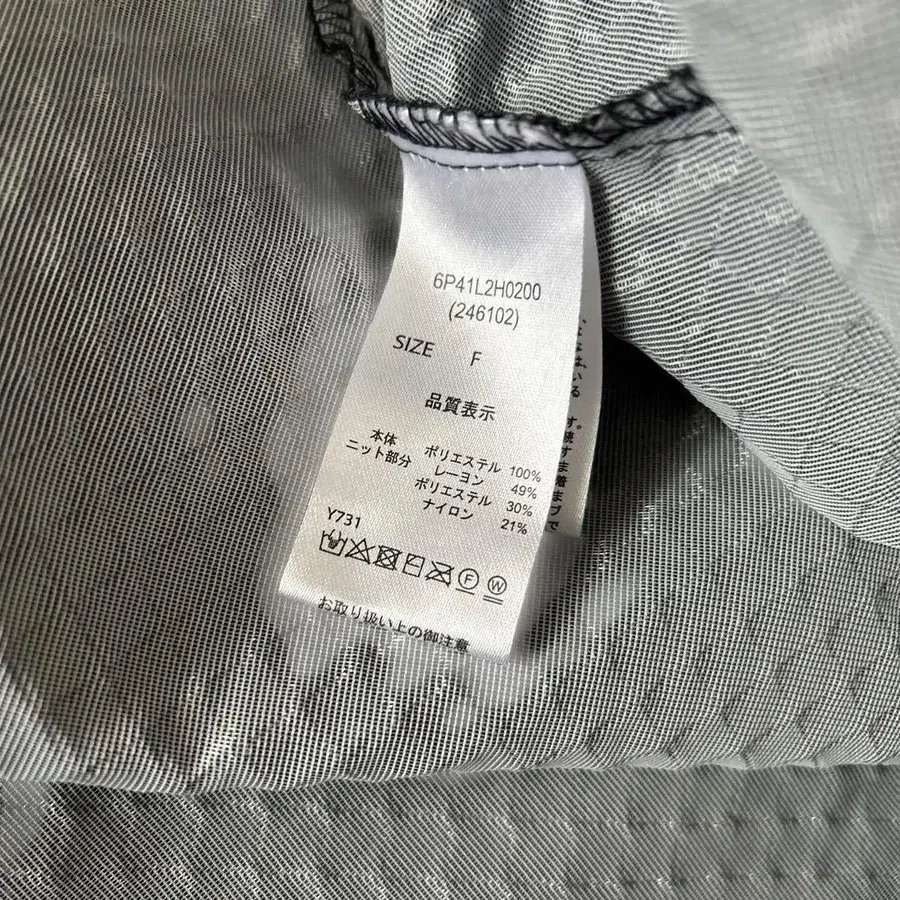 6P41L2H0200
(246102)
SIZE F
品質表示
本体 ポリエステル 100%
ニット部分 レーヨン 49%
ポリエステル 30%
ナイロン 21%
Y731
F W
お取り扱い上の御注意